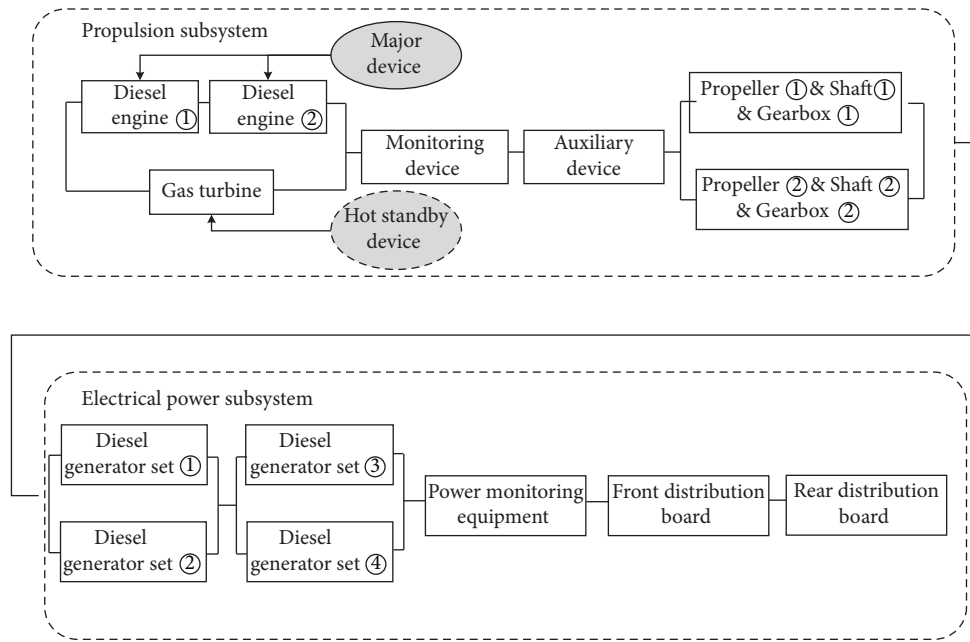 Propulsion subsystem
Major
device
Diesel
engine ①
Diesel
engine ②
Gas turbine
Hot standby
device
Monitoring
device
Auxiliary
device
Propeller ① & Shaft ①
& Gearbox ①
Propeller ② & Shaft ②
& Gearbox ②
Electrical power subsystem
Diesel
generator set ①
Diesel
generator set ②
Diesel
generator set ③
Diesel
generator set ④
Power monitoring
equipment
Front distribution
board
Rear distribution
board